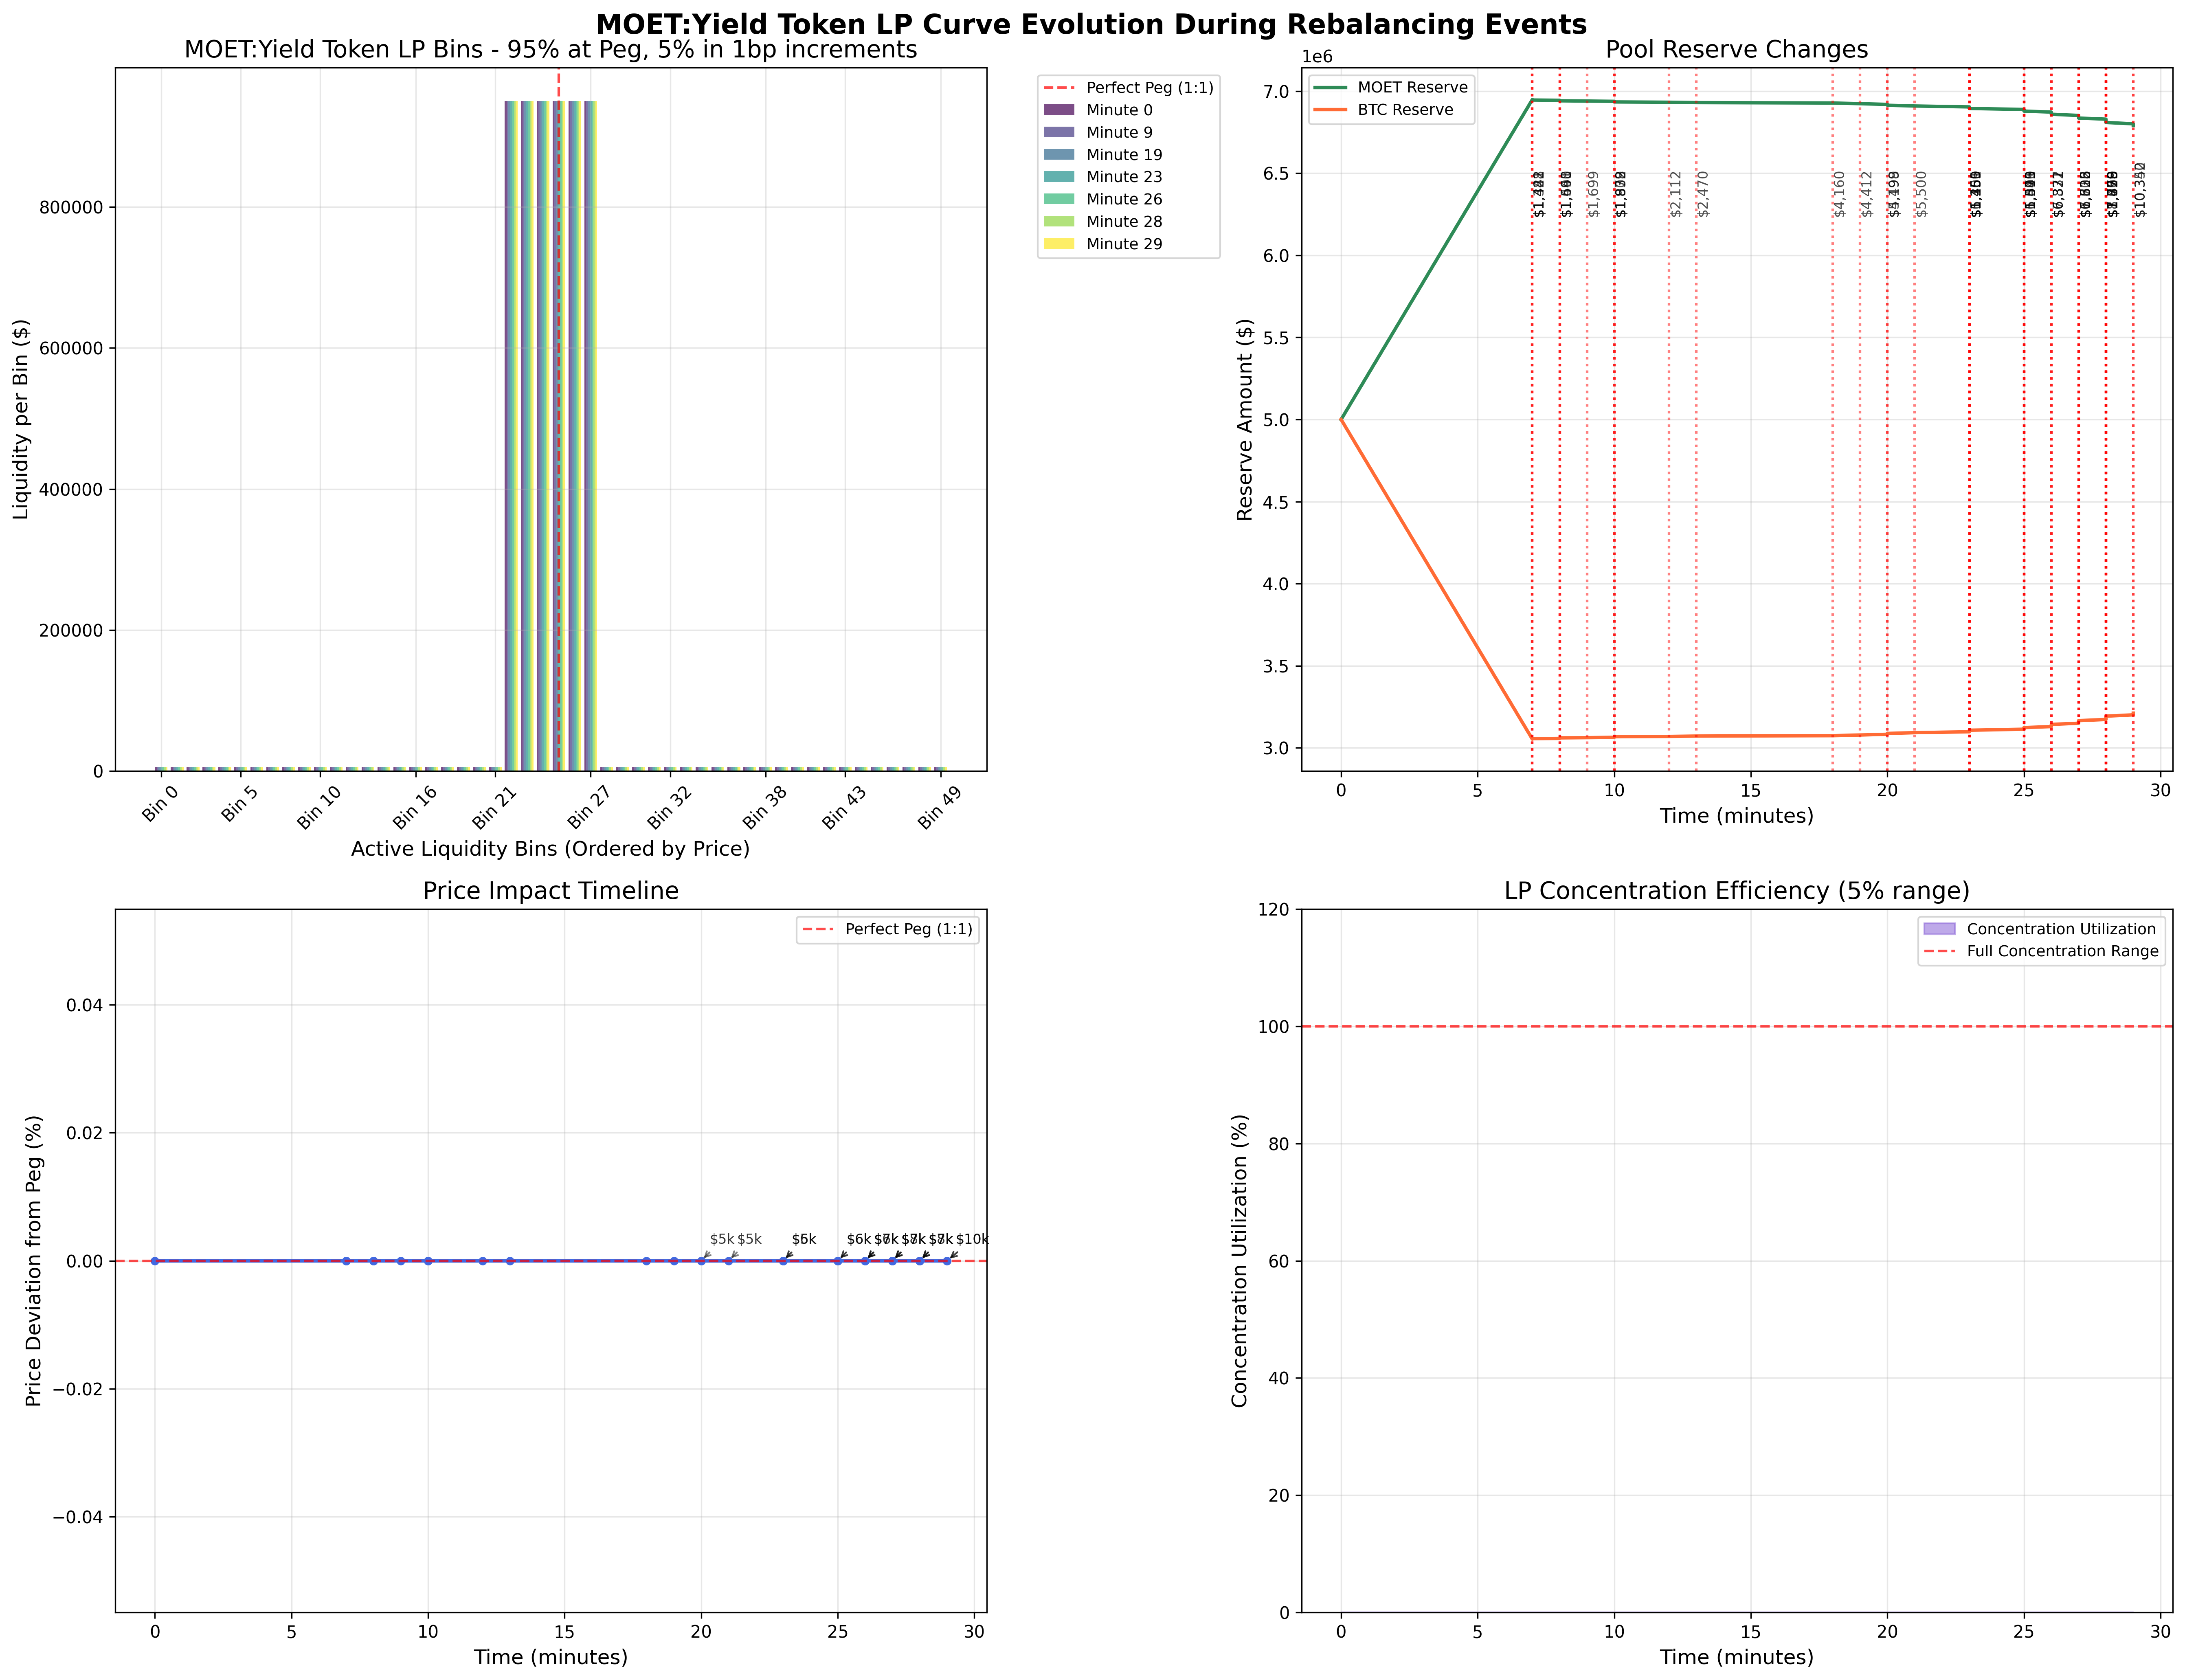 MOET:Yield Token LP Curve Evolution During Rebalancing Events
MOET:Yield Token LP Bins - 95% at Peg, 5% in 1bp increments
Liquidity per Bin ($)
800000
600000
400000
200000
0
Bin 0
Bin 5
Bin 10
Bin 16
Bin 21
Bin 27
Bin 32
Bin 38
Bin 43
Bin 49
Active Liquidity Bins (Ordered by Price)
Perfect Peg (1:1)
Minute 0
Minute 9
Minute 19
Minute 23
Minute 26
Minute 28
Minute 29
Pool Reserve Changes
1e6
MOET Reserve
BTC Reserve
Reserve Amount ($)
7.0
6.5
6.0
5.5
5.0
4.5
4.0
3.5
3.0
$1,699
$2,112
$2,470
$4,160
$4,412
$5,500
0
5
10
15
20
25
30
Time (minutes)
Price Impact Timeline
Perfect Peg (1:1)
Price Deviation from Peg (%)
0.04
0.02
0.00
−0.02
−0.04
$5k
$5k
$6k
$10k
0
5
10
15
20
25
30
Time (minutes)
LP Concentration Efficiency (5% range)
Concentration Utilization
Full Concentration Range
Concentration Utilization (%)
120
100
80
60
40
20
0
0
5
10
15
20
25
30
Time (minutes)